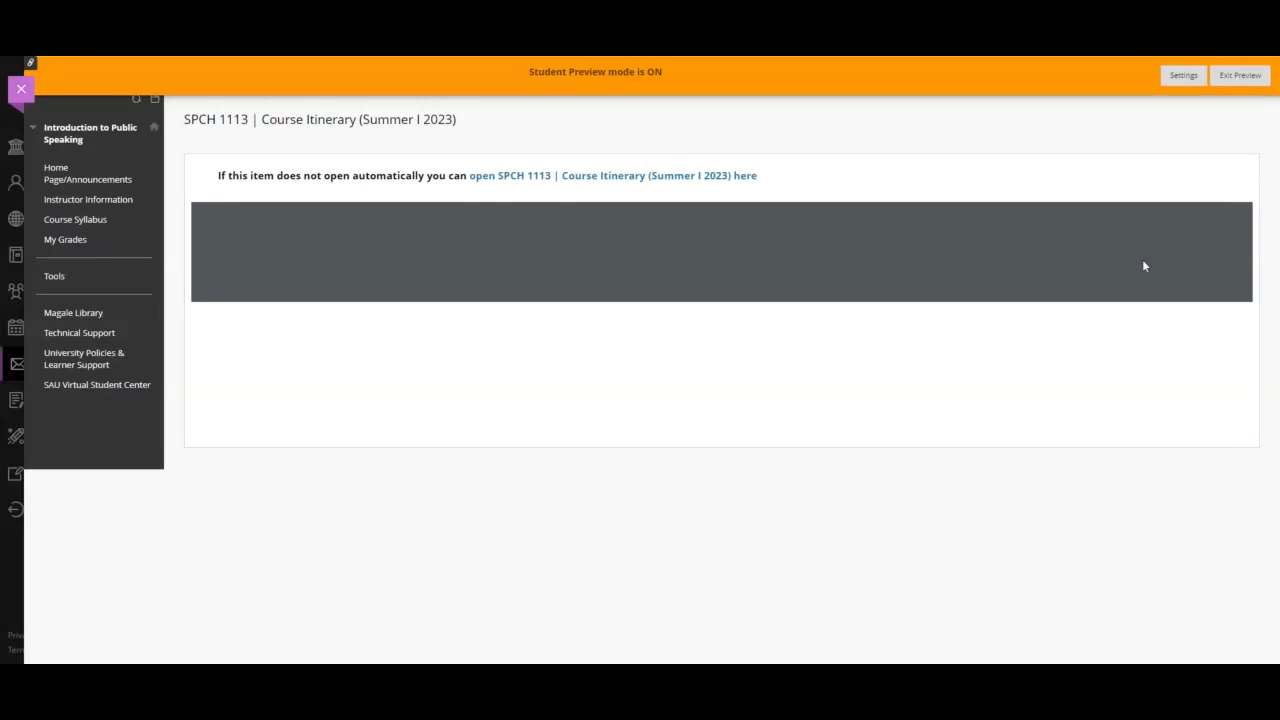 Student Preview mode is ON
Settings
Exit Preview
Introduction to Public
Speaking
Home
Page/Announcements
Instructor Information
Course Syllabus
My Grades
Tools
Magale Library
Technical Support
University Policies &
Learner Support
SAU Virtual Student Center
SPCH 1113 | Course Itinerary (Summer I 2023)
If this item does not open automatically you can open SPCH 1113 | Course Itinerary (Summer I 2023) here